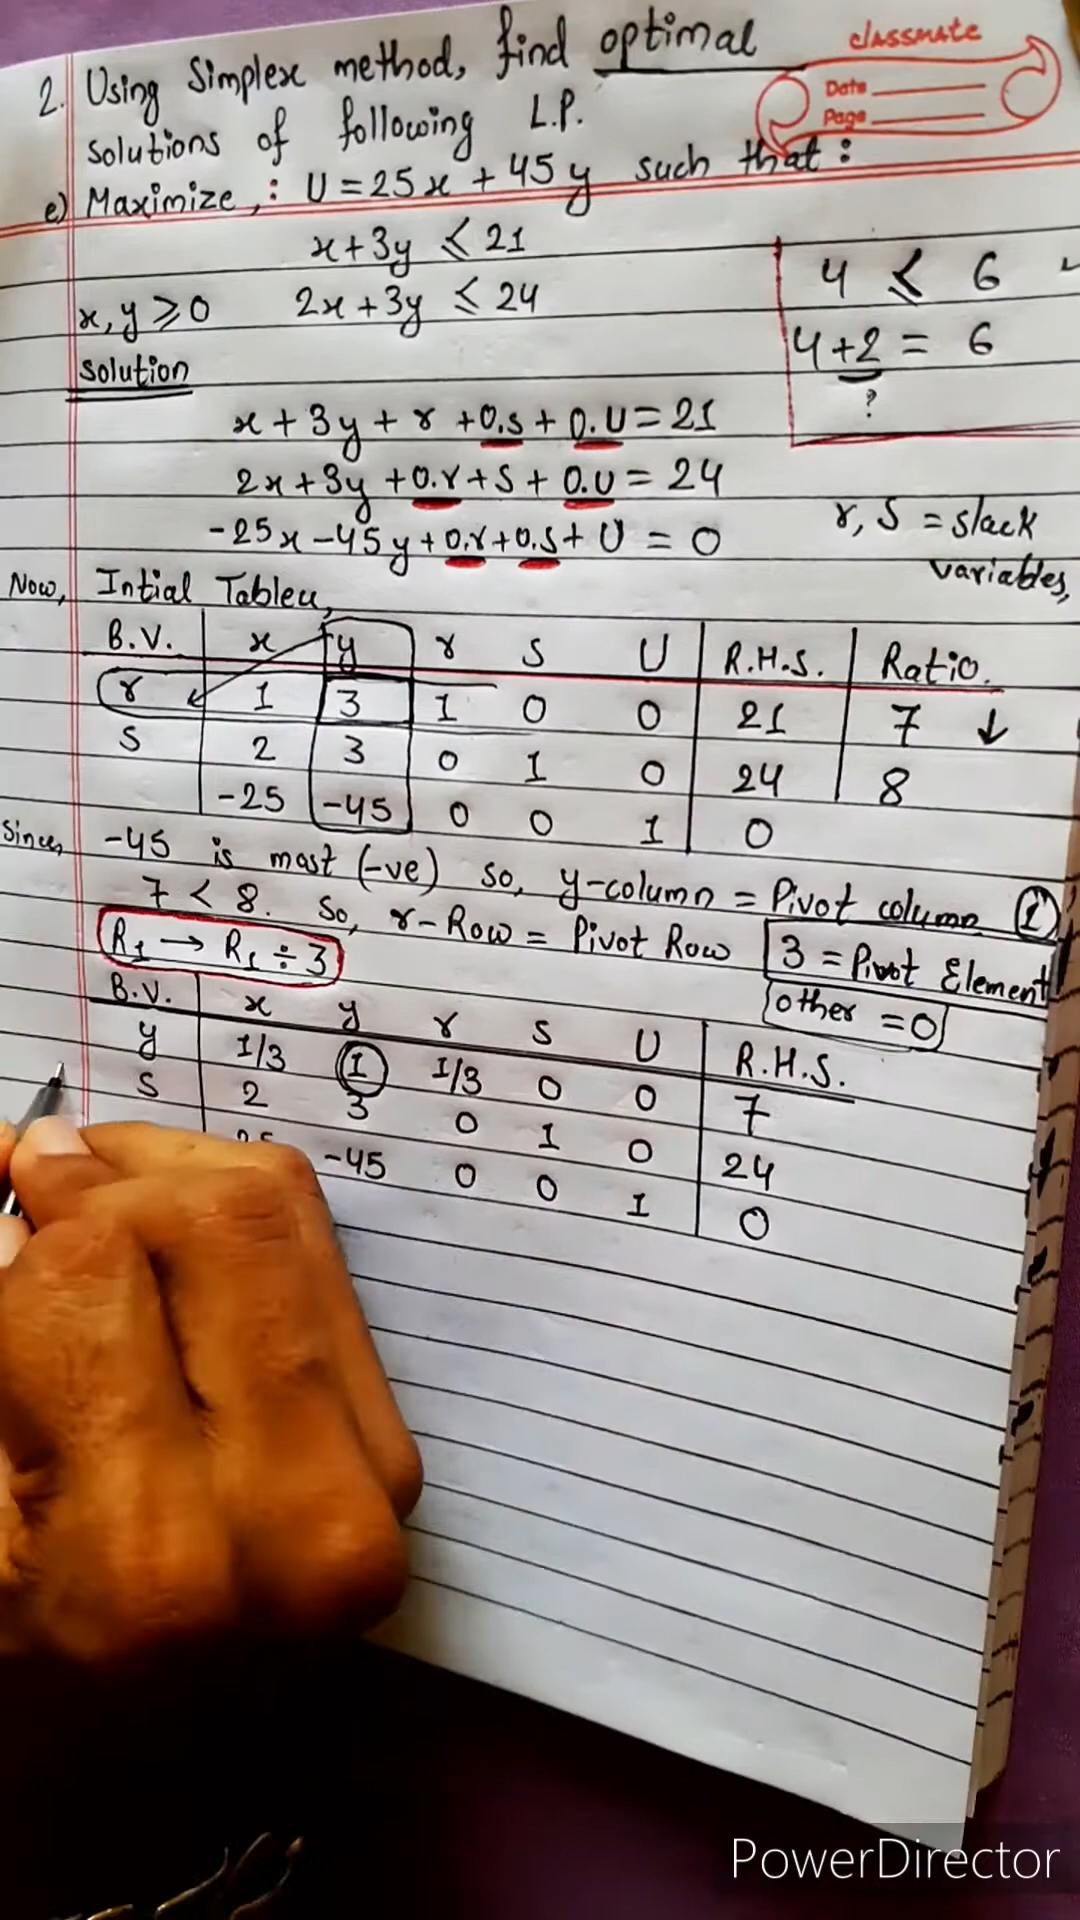 classmate
Date
Page
2. Using Simplex method, find optimal
solutions of following L.P.
e) Maximize, : U = 25x + 45y such that :
x + 3y ≤ 21
x, y ≥ 0 2x + 3y ≤ 24
4 ≤ 6
4 + 2 = 6
?
solution
x + 3y + r + 0.s + 0.U = 21
2x + 3y + 0.r + s + 0.U = 24
-25x - 45y + 0.r + 0.s + U = 0
r, s = slack
variables,
Now, Intial Tableu,
B.V. x y r s U R.H.S. Ratio.
r 1 3 1 0 0 21 7 ↓
s 2 3 0 1 0 24 8
-25 -45 0 0 1 0
Since, -45 is most (-ve) so, y-column = Pivot column 1
7 < 8. So, r-Row = Pivot Row 3 = Pivot Element
R1 → R1 ÷ 3 other = 0
B.V. x y r s U R.H.S.
y 1/3 1 1/3 0 0 7
s 2 3 0 1 0 24
-45 0 0 1 0
PowerDirector